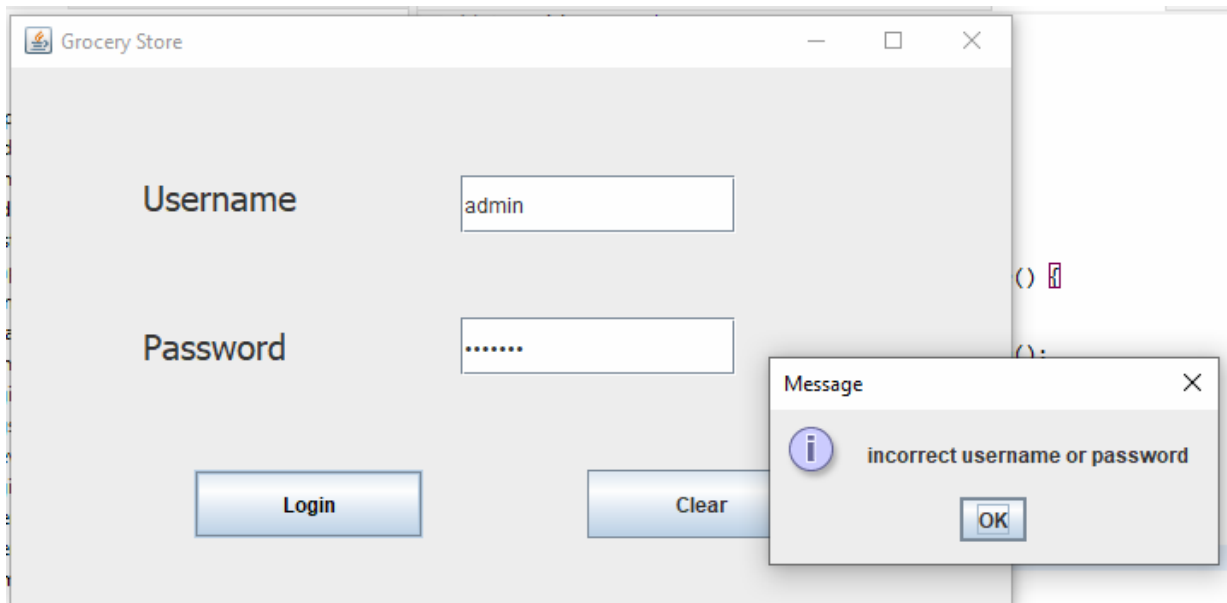 Grocery Store
Username
admin
() {
Password
•••••••
();
Message
incorrect username or password
Login
Clear
OK